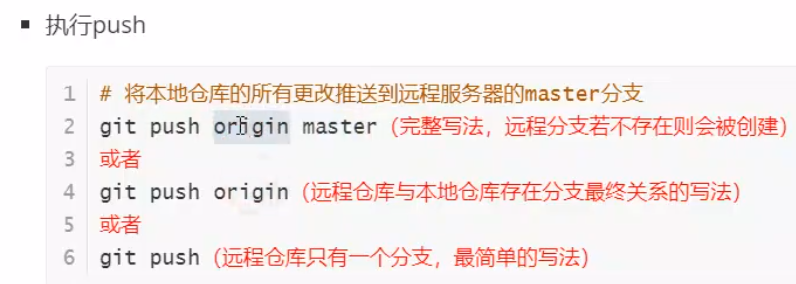 ▪ 执行push
1 # 将本地仓库的所有更改推送到远程服务器的master分支
2 git push origin master（完整写法，远程分支若不存在则会被创建）
3 或者
4 git push origin（远程仓库与本地仓库存在分支最终关系的写法）
5 或者
6 git push（远程仓库只有一个分支，最简单的写法）